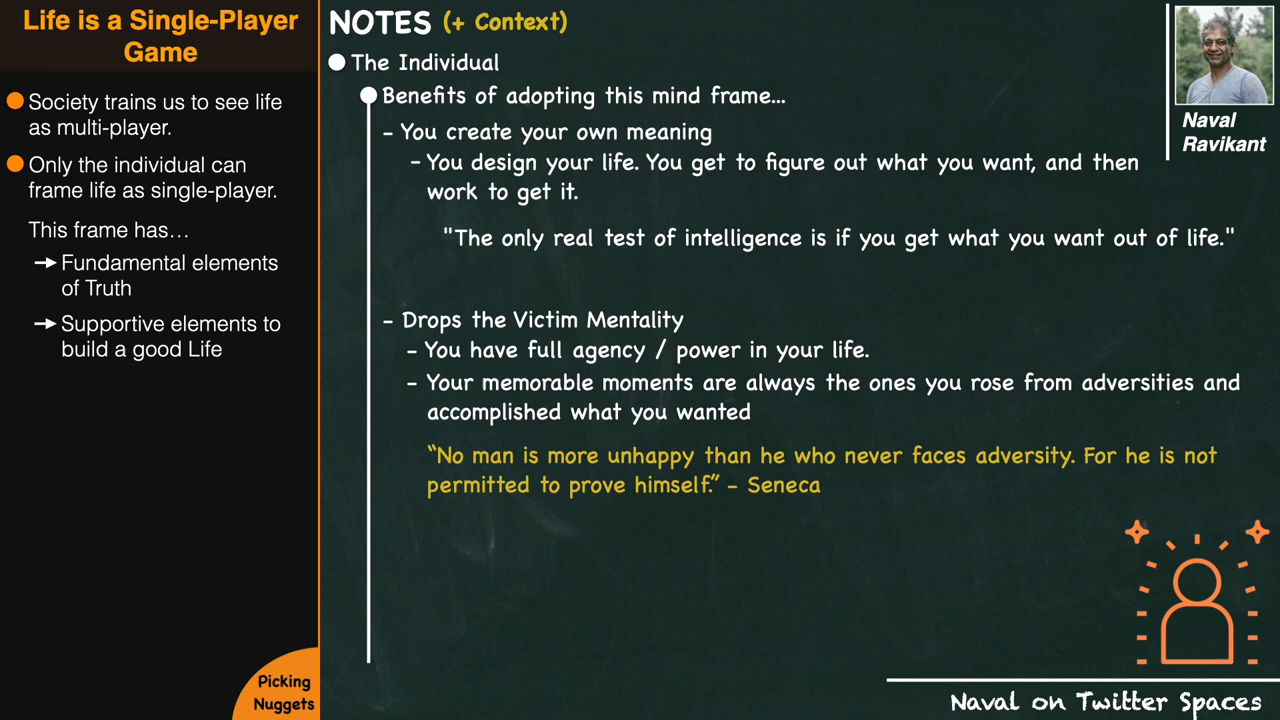 Life is a Single-Player
Game
Society trains us to see life
as multi-player.
Only the individual can
frame life as single-player.
This frame has…
→ Fundamental elements
of Truth
→ Supportive elements to
build a good Life
Picking
Nuggets
NOTES (+ Context)
The Individual
Benefits of adopting this mind frame...
- You create your own meaning
- You design your life. You get to figure out what you want, and then
work to get it.
"The only real test of intelligence is if you get what you want out of life."
- Drops the Victim Mentality
- You have full agency / power in your life.
- Your memorable moments are always the ones you rose from adversities and
accomplished what you wanted
“No man is more unhappy than he who never faces adversity. For he is not
permitted to prove himself.” - Seneca
Naval
Ravikant
Naval on Twitter Spaces